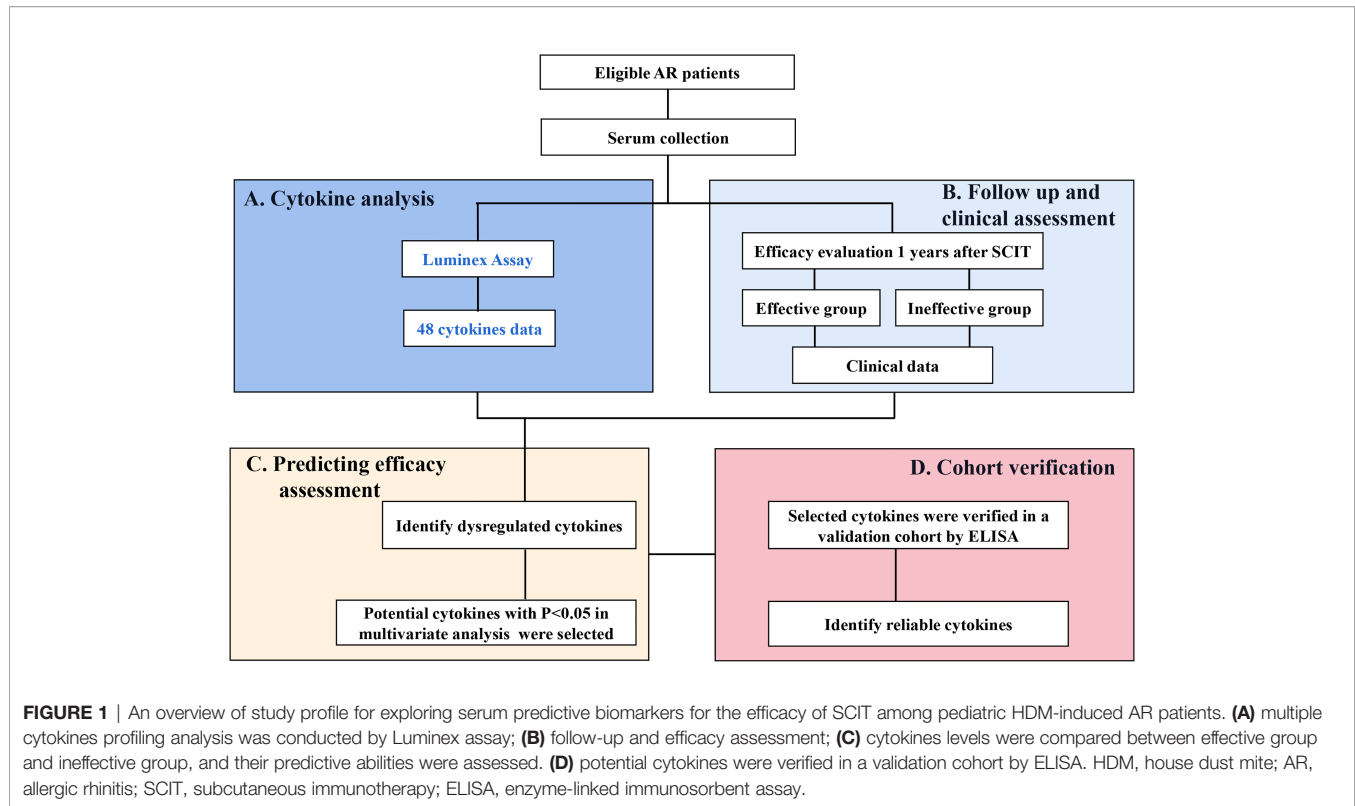 Eligible AR patients
Serum collection
A. Cytokine analysis
Luminex Assay
48 cytokines data
B. Follow up and
clinical assessment
Efficacy evaluation 1 years after SCIT
Effective group
Ineffective group
Clinical data
C. Predicting efficacy
assessment
Identify dysregulated cytokines
Potential cytokines with P<0.05 in
multivariate analysis were selected
D. Cohort verification
Selected cytokines were verified in a
validation cohort by ELISA
Identify reliable cytokines
FIGURE 1 | An overview of study profile for exploring serum predictive biomarkers for the efficacy of SCIT among pediatric HDM-induced AR patients. (A) multiple
cytokines profiling analysis was conducted by Luminex assay; (B) follow-up and efficacy assessment; (C) cytokines levels were compared between effective group
and ineffective group, and their predictive abilities were assessed. (D) potential cytokines were verified in a validation cohort by ELISA. HDM, house dust mite; AR,
allergic rhinitis; SCIT, subcutaneous immunotherapy; ELISA, enzyme-linked immunosorbent assay.